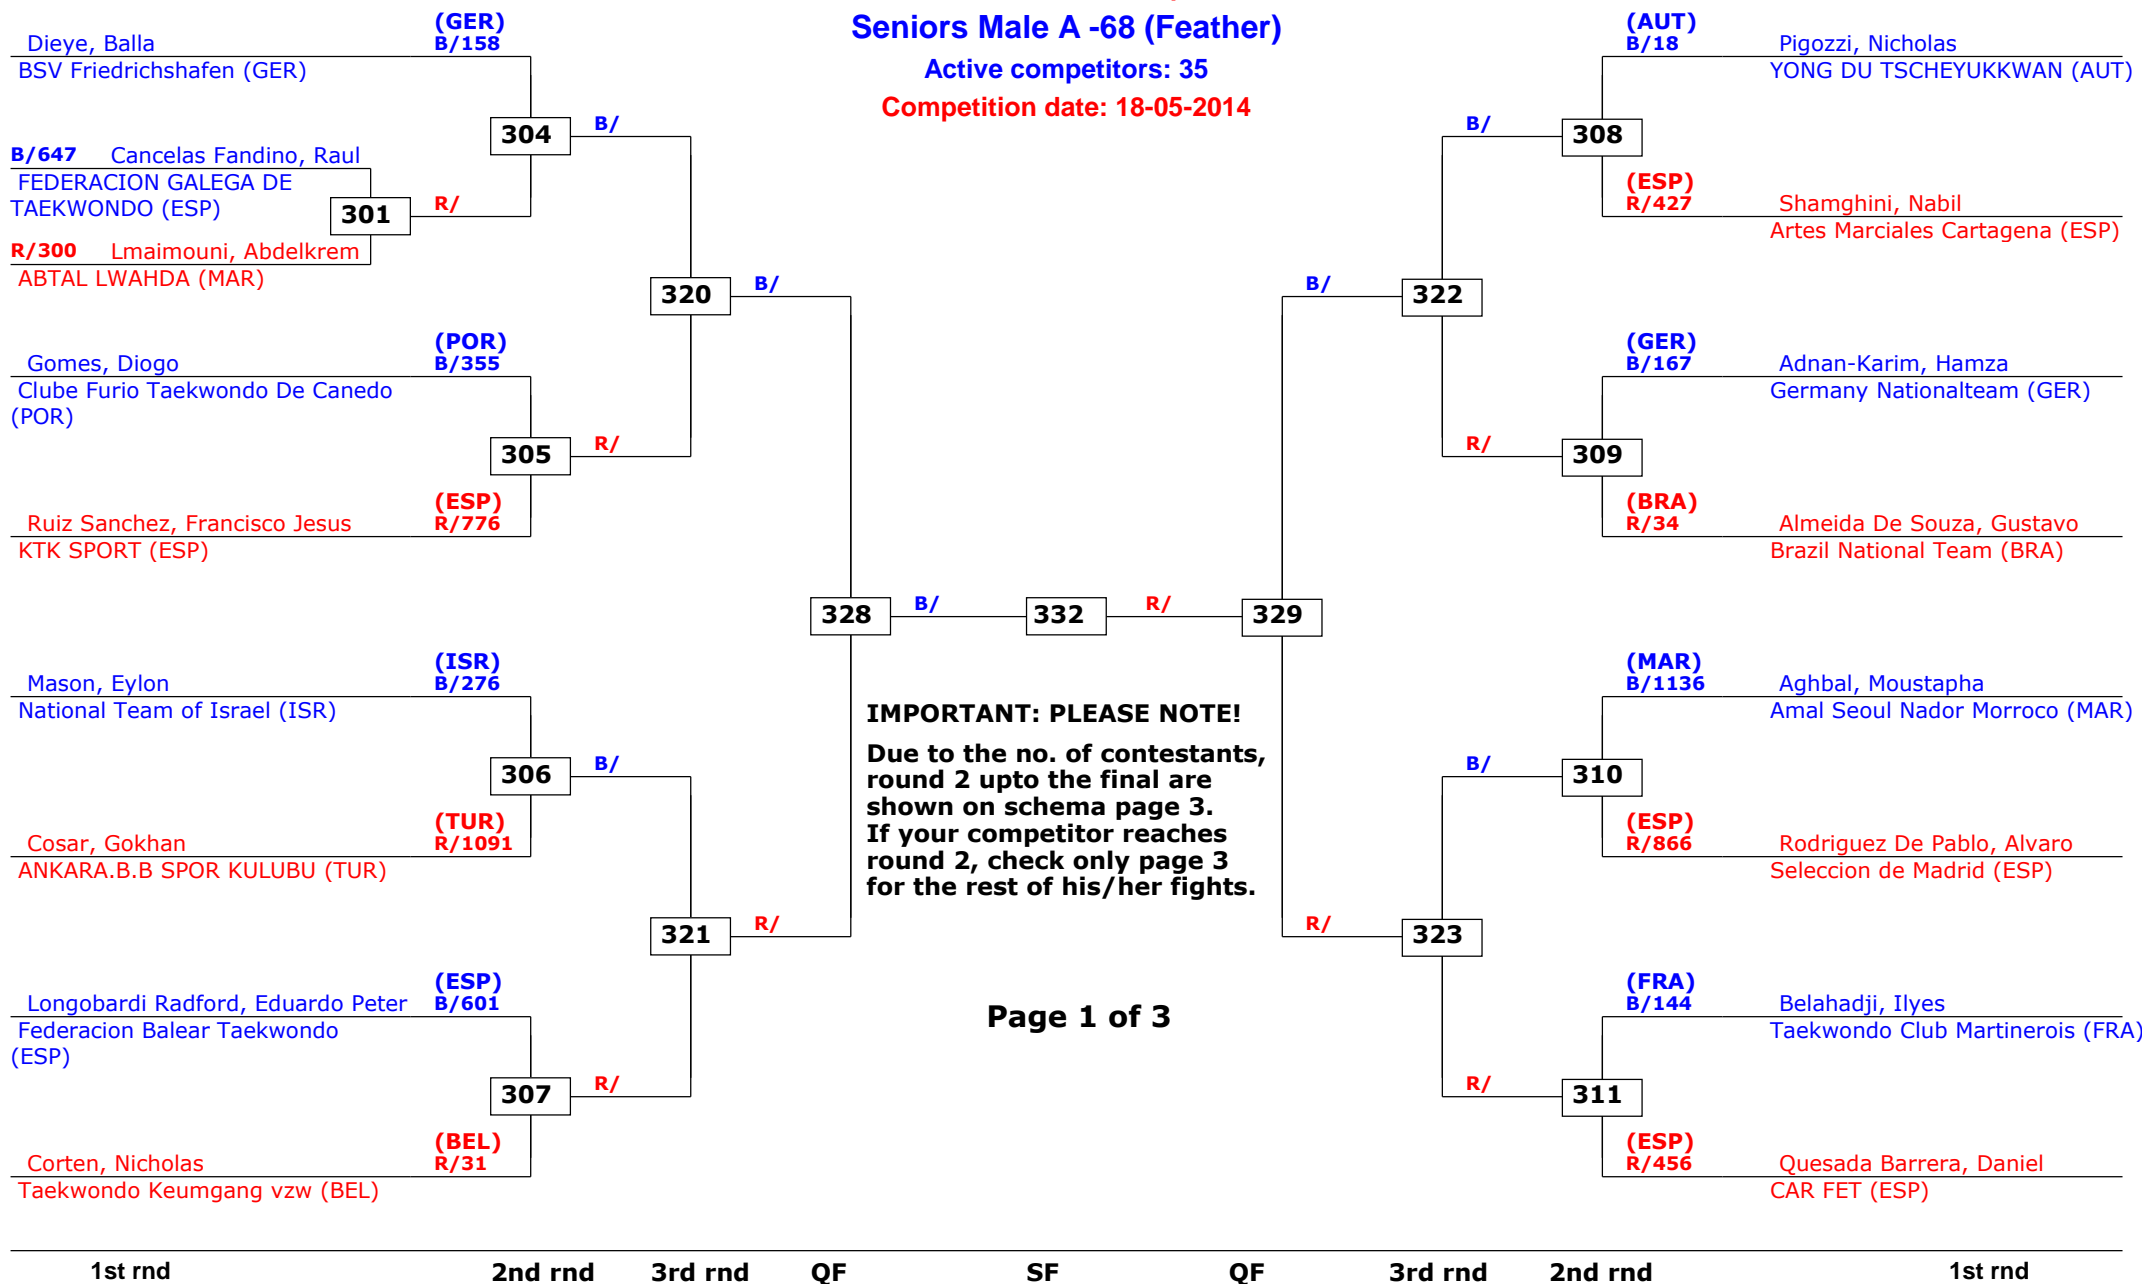 Seniors Male A -68 (Feather)
Active competitors: 35
Competition date: 18-05-2014
(GER)
Dieye, Balla B/158
BSV Friedrichshafen (GER)
304
B/
B/647 Cancelas Fandino, Raul
FEDERACION GALEGA DE
TAEKWONDO (ESP)
301
R/
R/300 Lmaimouni, Abdelkrem
ABTAL LWAHDA (MAR)
320
B/
(POR)
Gomes, Diogo B/355
Clube Furio Taekwondo De Canedo
(POR)
305
R/
(ESP)
Ruiz Sanchez, Francisco Jesus R/776
KTK SPORT (ESP)
328
B/
332
R/
329
(ISR)
Mason, Eylon B/276
National Team of Israel (ISR)
306
B/
(TUR)
Cosar, Gokhan R/1091
ANKARA.B.B SPOR KULUBU (TUR)
321
R/
(ESP)
Longobardi Radford, Eduardo Peter B/601
Federacion Balear Taekwondo
(ESP)
307
R/
(BEL)
Corten, Nicholas R/31
Taekwondo Keumgang vzw (BEL)
IMPORTANT: PLEASE NOTE!
Due to the no. of contestants,
round 2 upto the final are
shown on schema page 3.
If your competitor reaches
round 2, check only page 3
for the rest of his/her fights.
Page 1 of 3
(AUT)
B/18 Pigozzi, Nicholas
YONG DU TSCHEYUKKWAN (AUT)
B/
308
(ESP)
R/427 Shamghini, Nabil
Artes Marciales Cartagena (ESP)
B/
322
(GER)
B/167 Adnan-Karim, Hamza
Germany Nationalteam (GER)
R/
309
(BRA)
R/34 Almeida De Souza, Gustavo
Brazil National Team (BRA)
(MAR)
B/1136 Aghbal, Moustapha
Amal Seoul Nador Morroco (MAR)
B/
310
(ESP)
R/866 Rodriguez De Pablo, Alvaro
Seleccion de Madrid (ESP)
R/
323
(FRA)
B/144 Belahadji, Ilyes
Taekwondo Club Martinerois (FRA)
R/
311
(ESP)
R/456 Quesada Barrera, Daniel
CAR FET (ESP)
1st rnd 2nd rnd 3rd rnd QF SF QF 3rd rnd 2nd rnd 1st rnd